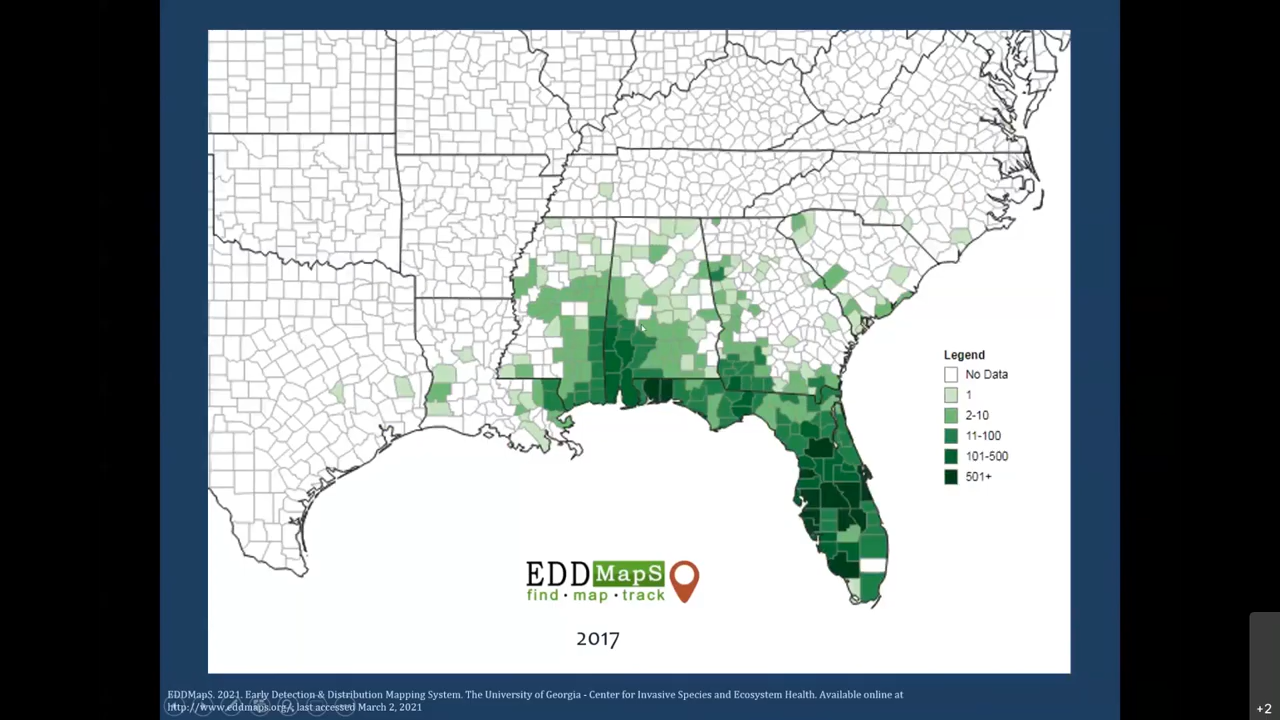 Legend
No Data
1
2-10
11-100
101-500
501+
EDDMapS
find · map · track
2017
EDDMapS. 2021. Early Detection & Distribution Mapping System. The University of Georgia - Center for Invasive Species and Ecosystem Health. Available online at
http://www.eddmaps.org/, last accessed March 2, 2021
+2